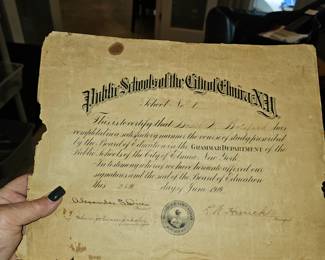 Public Schools of the City of Elmira, N.Y.
School No. 1
This is to certify that has
completed in a satisfactory manner the course of study prescribed
by the Board of Education in the GRAMMAR DEPARTMENT of the
Public Schools of the City of Elmira, New York.
In testimony whereof we have hereunto affixed our
signatures and the seal of the Board of Education
this day of June 191
Alexander